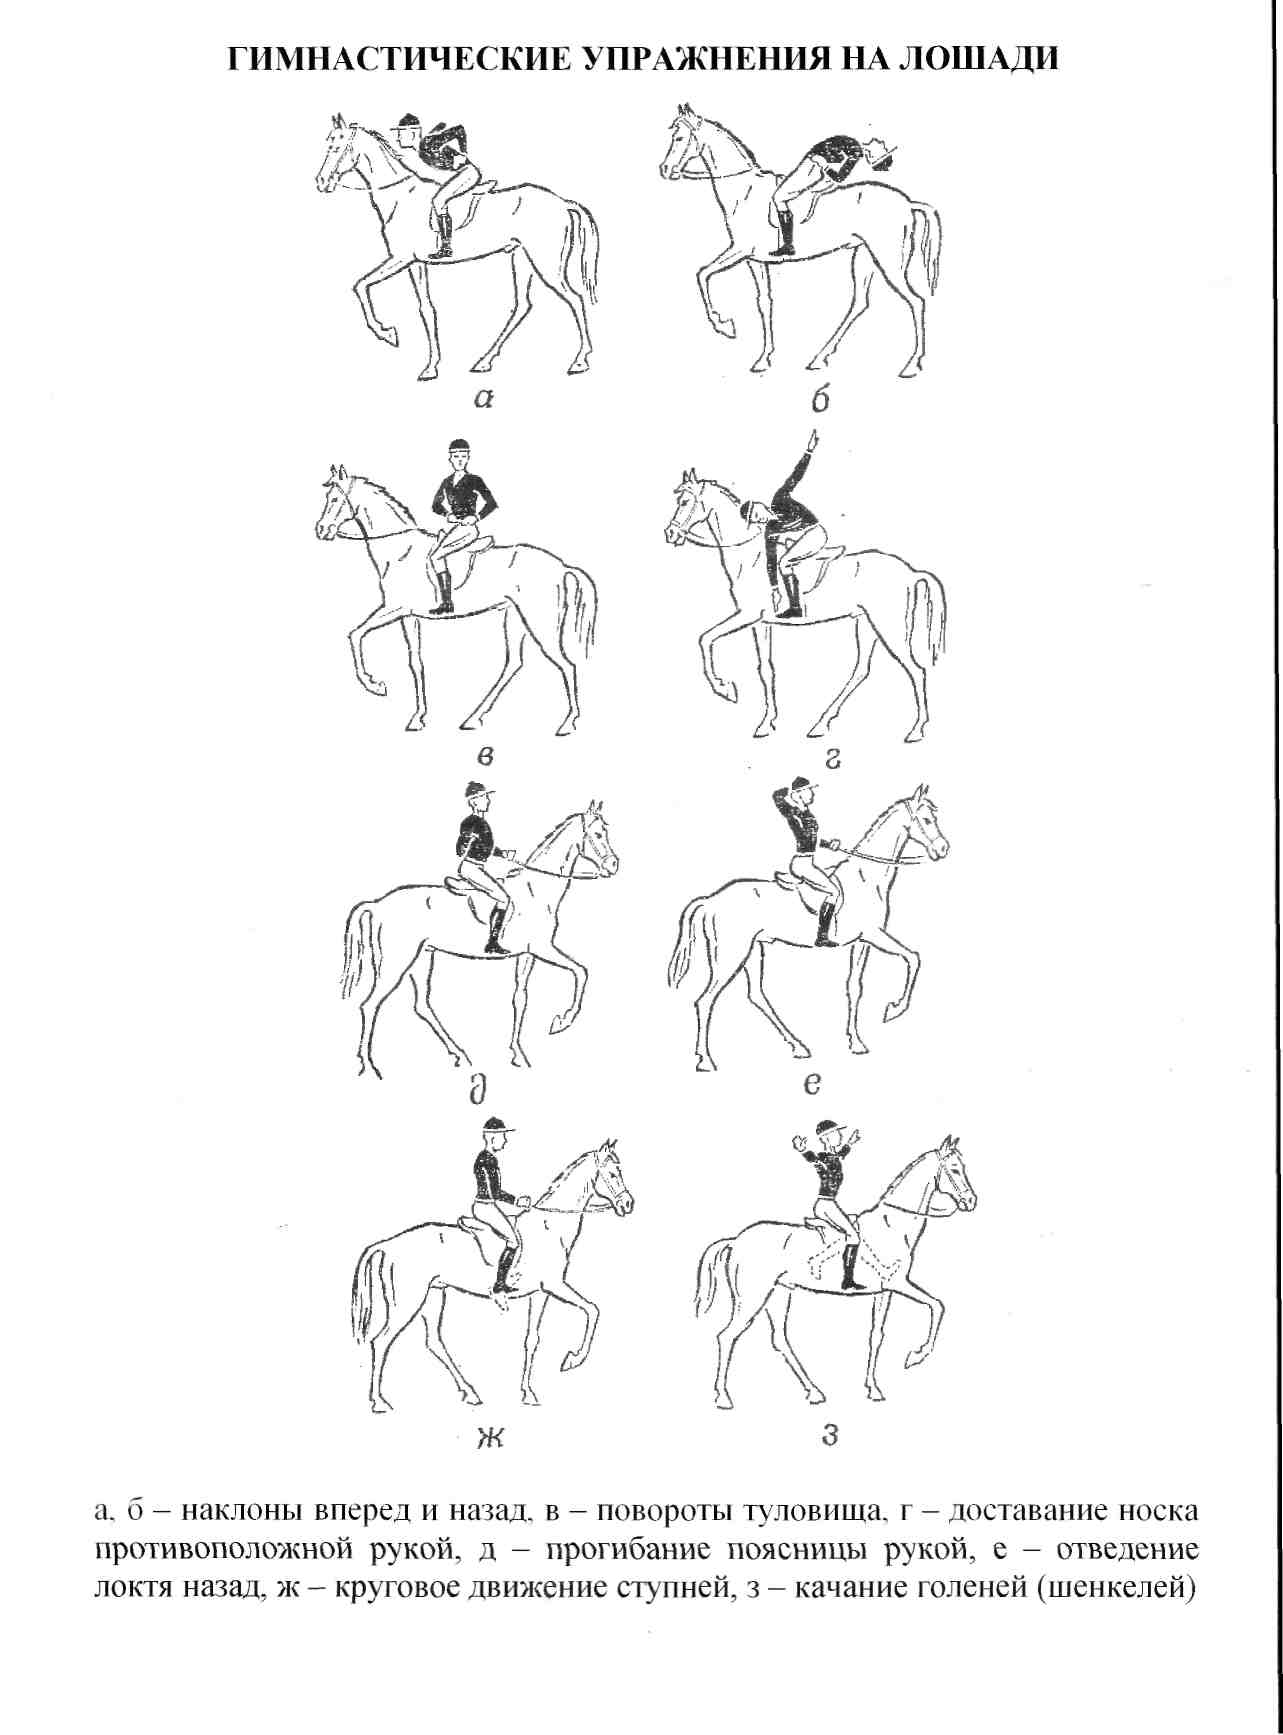 ГИМНАСТИЧЕСКИЕ УПРАЖНЕНИЯ НА ЛОШАДИ
а б
в г
д е
ж з
а, б – наклоны вперед и назад, в – повороты туловища, г – доставание носка
противоположной рукой, д – прогибание поясницы рукой, е – отведение
локтя назад, ж – круговое движение ступней, з – качание голеней (шенкелей)